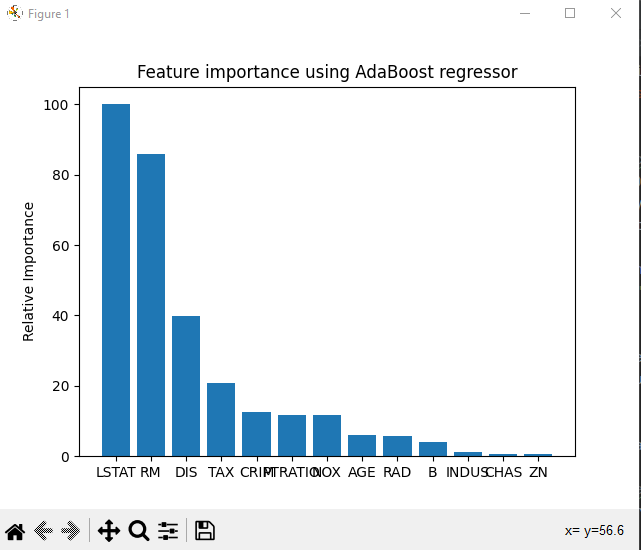 Figure 1
Feature importance using AdaBoost regressor
Relative Importance
100
80
60
40
20
0
LSTAT RM DIS TAX CRIM PTRATIO NOX AGE RAD B INDUS CHAS ZN
x= y=56.6